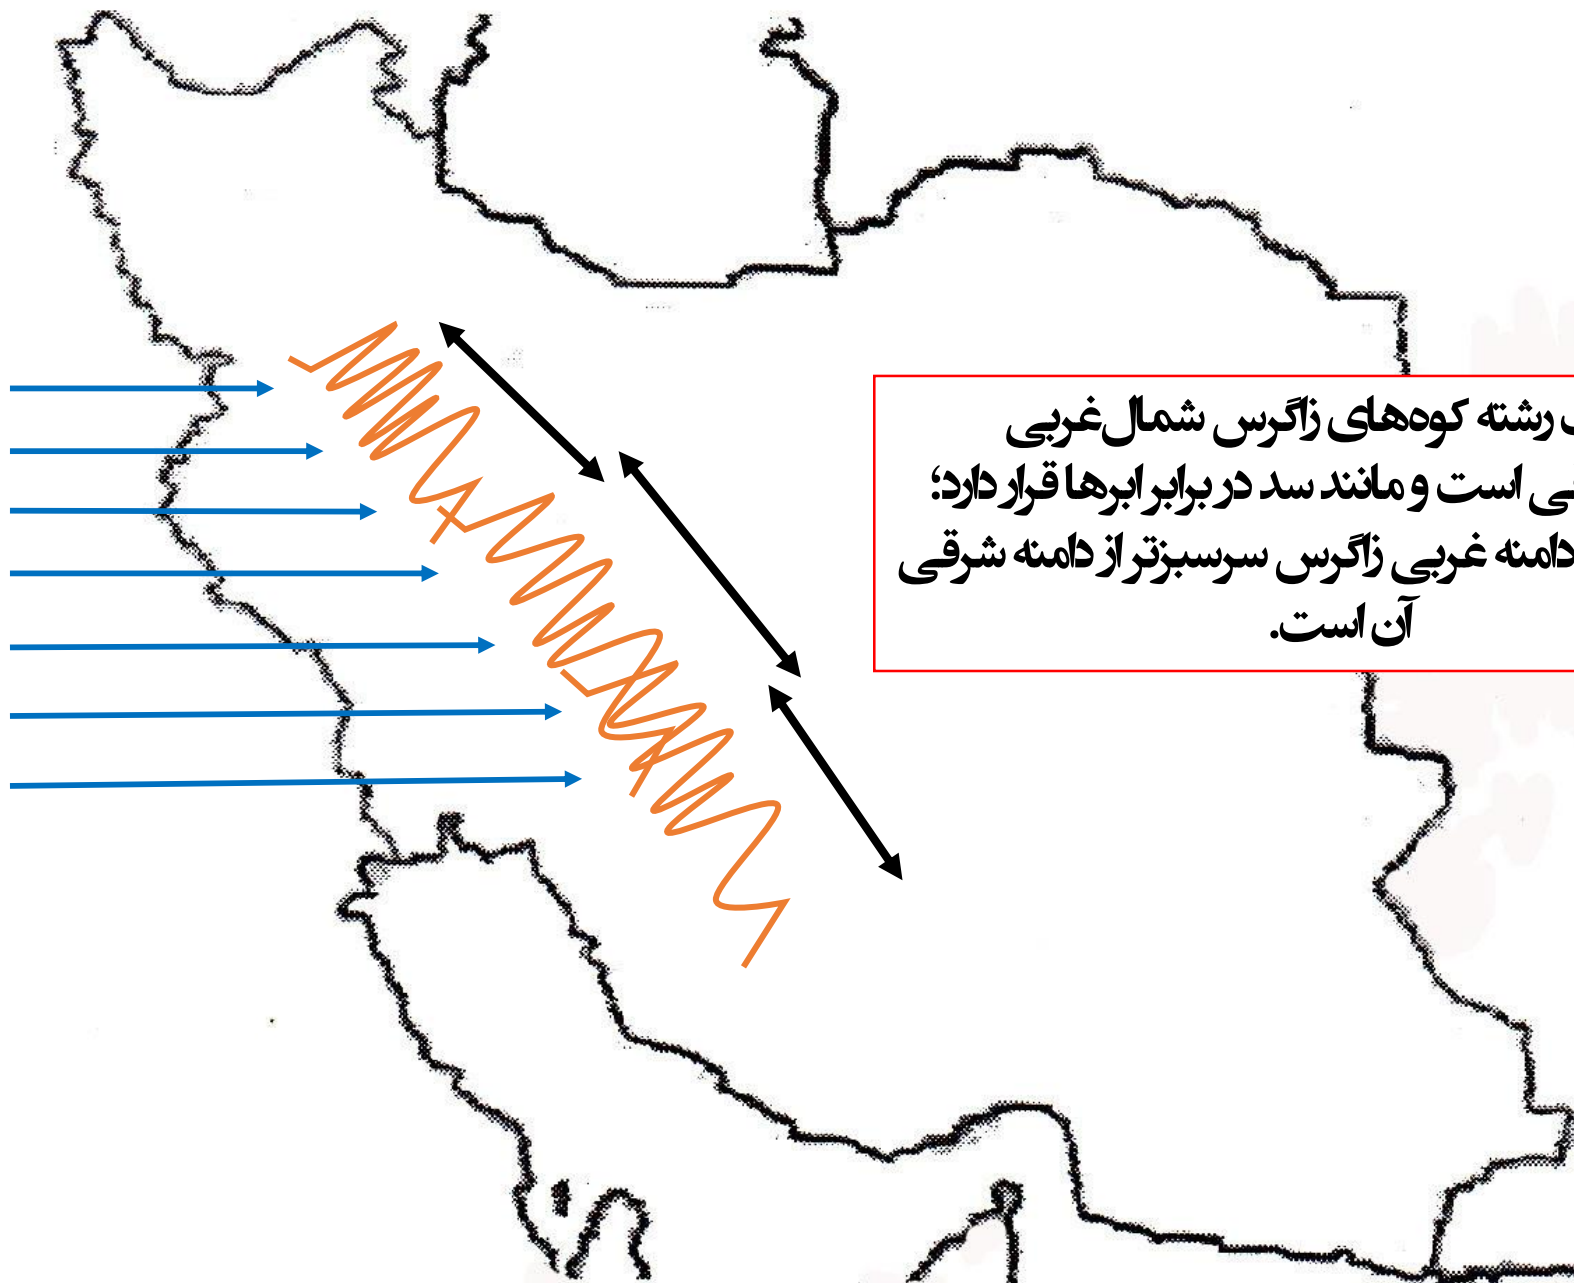 رشته کوه‌های زاگرس شمال‌غربی
است و مانند سد در برابر ابرها قرار دارد؛
دامنه غربی زاگرس سرسبزتر از دامنه شرقی
آن است.